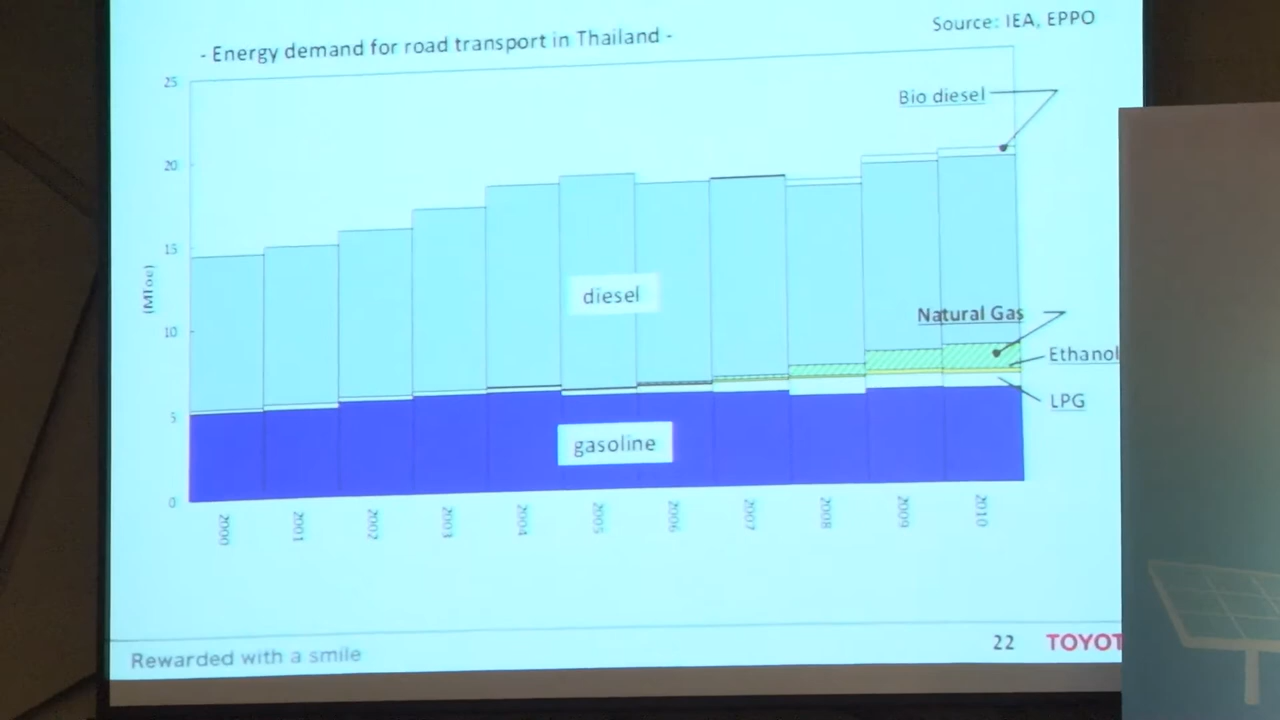 - Energy demand for road transport in Thailand -
Source: IEA, EPPO
25
20
15
10
5
0
(MToe)
Bio diesel
diesel
Natural Gas
Ethanol
LPG
gasoline
2000
2001
2002
2003
2004
2005
2006
2007
2008
2009
2010
Rewarded with a smile
22
TOYOT